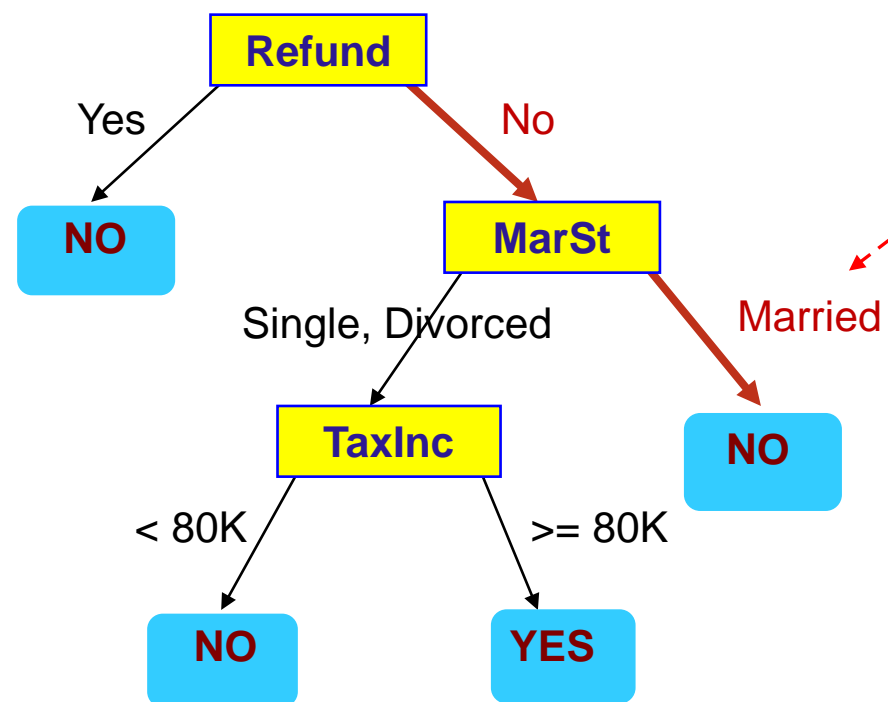 Refund
Yes
No
NO
MarSt
Single, Divorced
Married
TaxInc
NO
< 80K
>= 80K
NO
YES